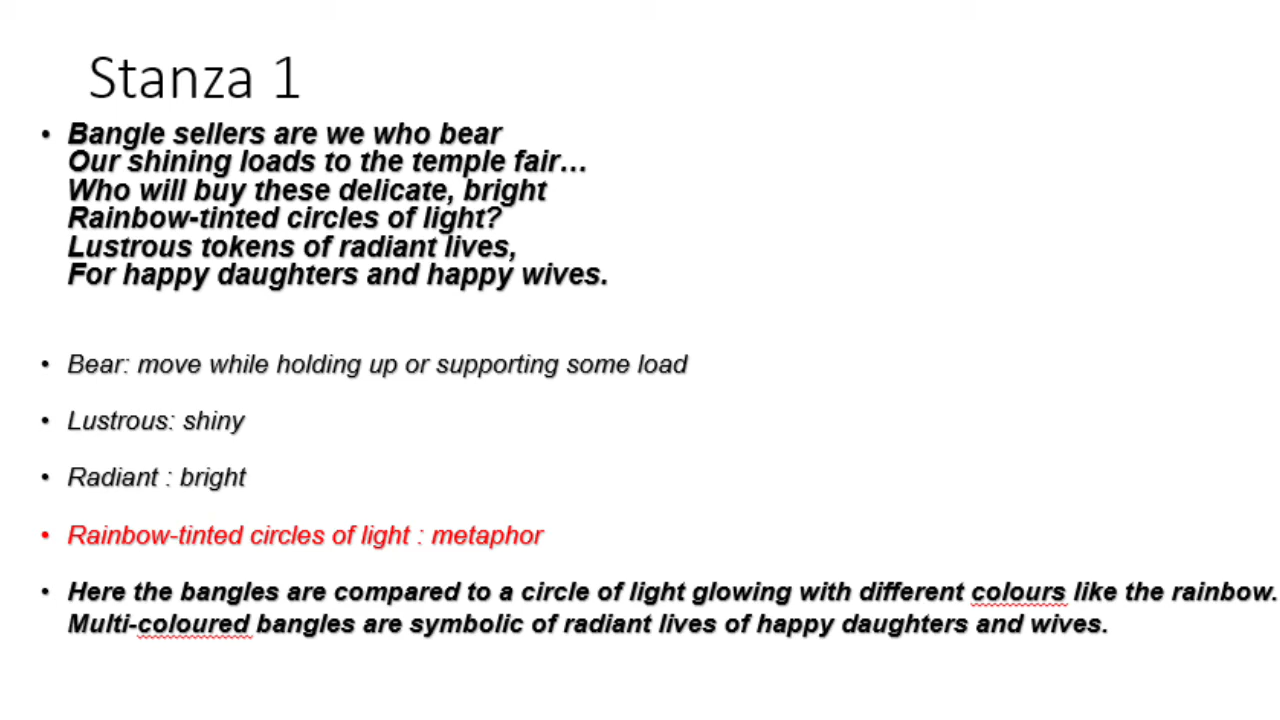 Stanza 1
• Bangle sellers are we who bear
Our shining loads to the temple fair…
Who will buy these delicate, bright
Rainbow-tinted circles of light?
Lustrous tokens of radiant lives,
For happy daughters and happy wives.
• Bear: move while holding up or supporting some load
• Lustrous: shiny
• Radiant : bright
• Rainbow-tinted circles of light : metaphor
• Here the bangles are compared to a circle of light glowing with different colours like the rainbow.
Multi-coloured bangles are symbolic of radiant lives of happy daughters and wives.